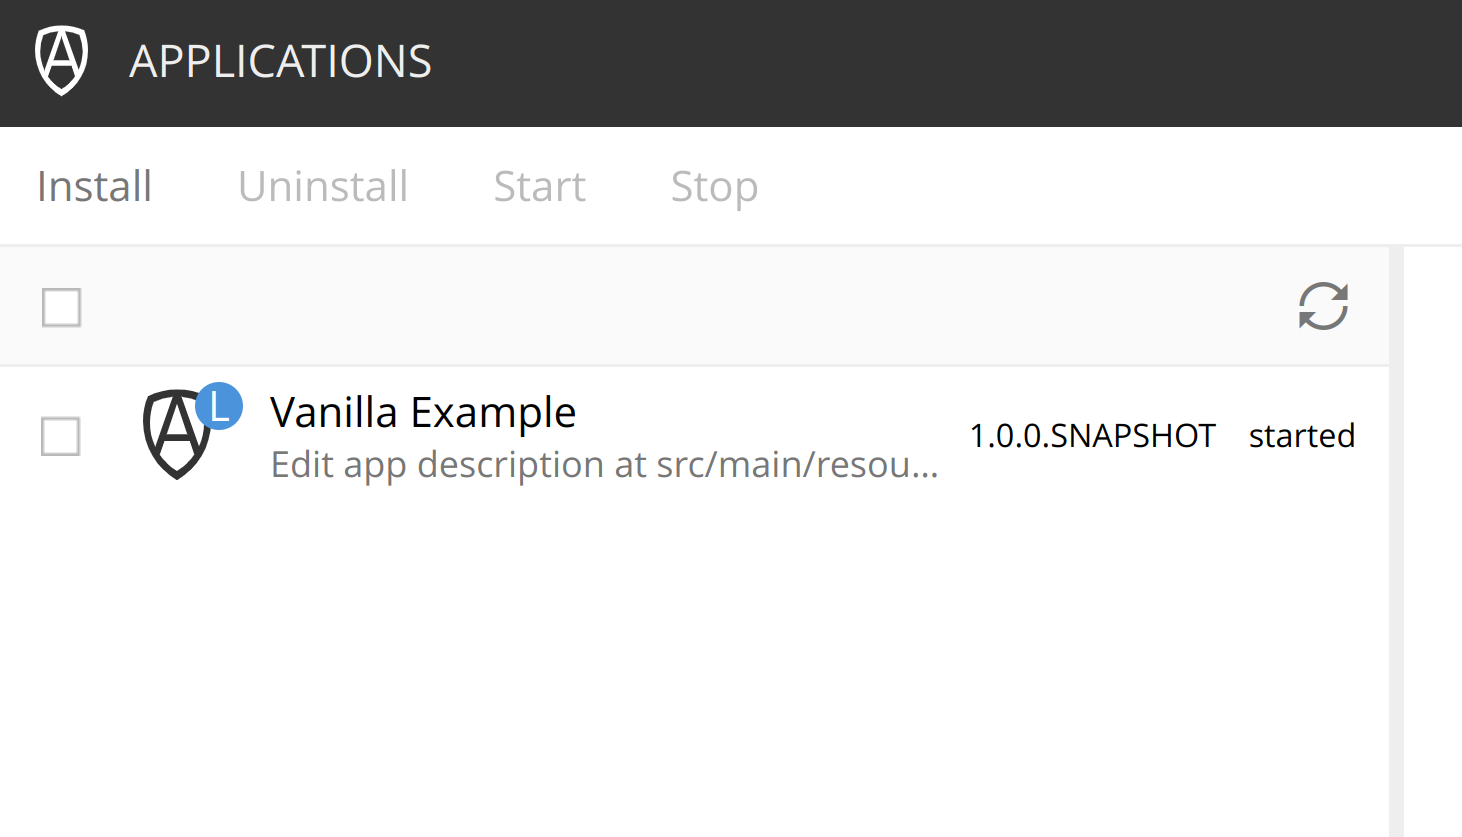 APPLICATIONS
Install Uninstall Start Stop
L
Vanilla Example
Edit app description at src/main/resou...
1.0.0.SNAPSHOT started